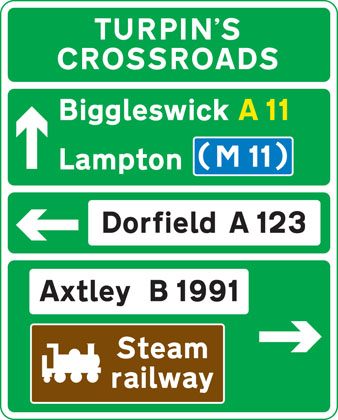 TURPIN'S
CROSSROADS
Biggleswick A 11
Lampton (M 11)
Dorfield A 123
Axtley B 1991
Steam
railway